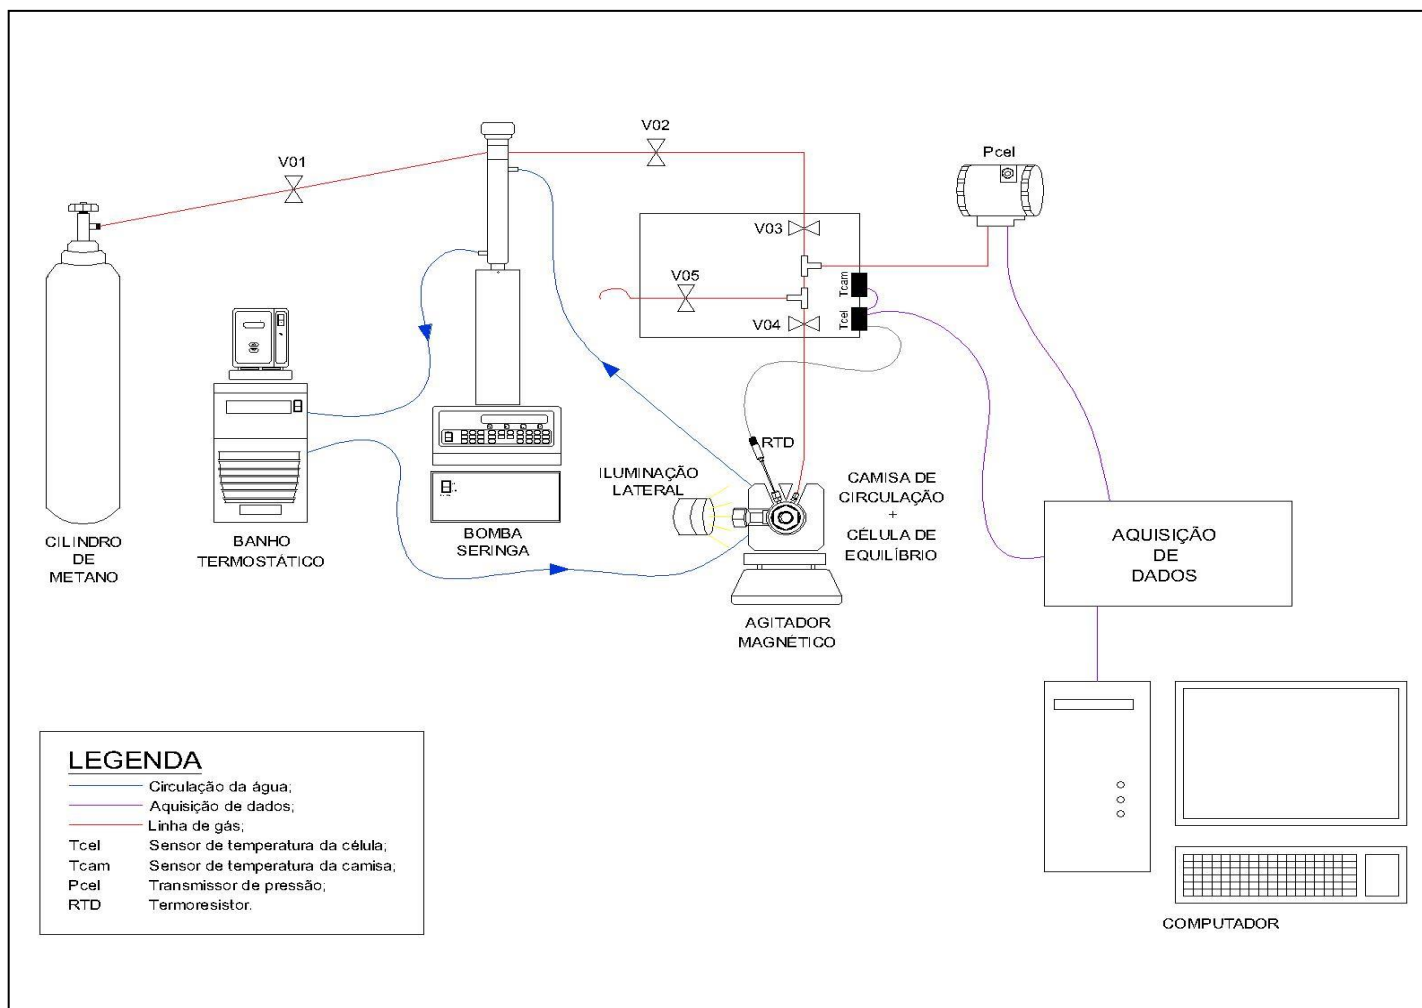 V01
V02
Pcel
V03
V05
Tcam
Tcel
V04
RTD
ILUMINAÇÃO
LATERAL
CAMISA DE
CIRCULAÇÃO
+
CÉLULA DE
EQUILÍBRIO
CILINDRO
DE
METANO
BANHO
TERMOSTÁTICO
BOMBA
SERINGA
AQUISIÇÃO
DE
DADOS
AGITADOR
MAGNÉTICO
LEGENDA
Circulação da água;
Aquisição de dados;
Linha de gás;
Tcel Sensor de temperatura da célula;
Tcam Sensor de temperatura da camisa;
Pcel Transmissor de pressão;
RTD Termoresistor.
COMPUTADOR